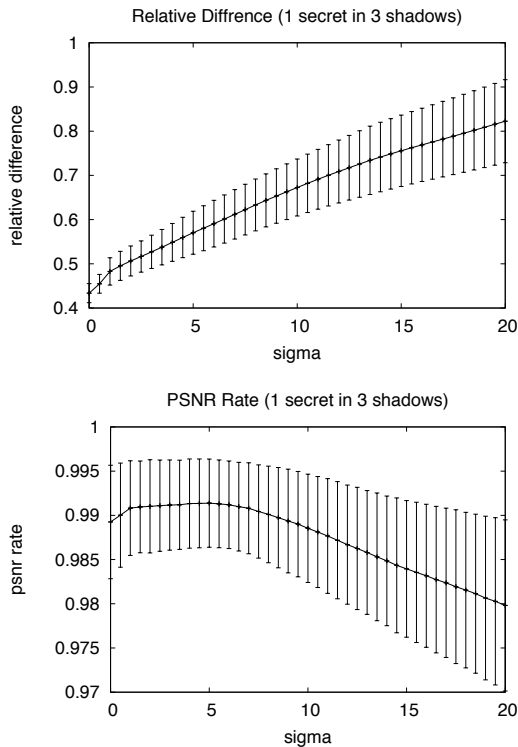 Relative Diffrence (1 secret in 3 shadows)
1
0.9
0.8
0.7
0.6
0.5
0.4
relative difference
0 5 10 15 20
sigma
PSNR Rate (1 secret in 3 shadows)
1
0.995
0.99
0.985
0.98
0.975
0.97
psnr rate
0 5 10 15 20
sigma